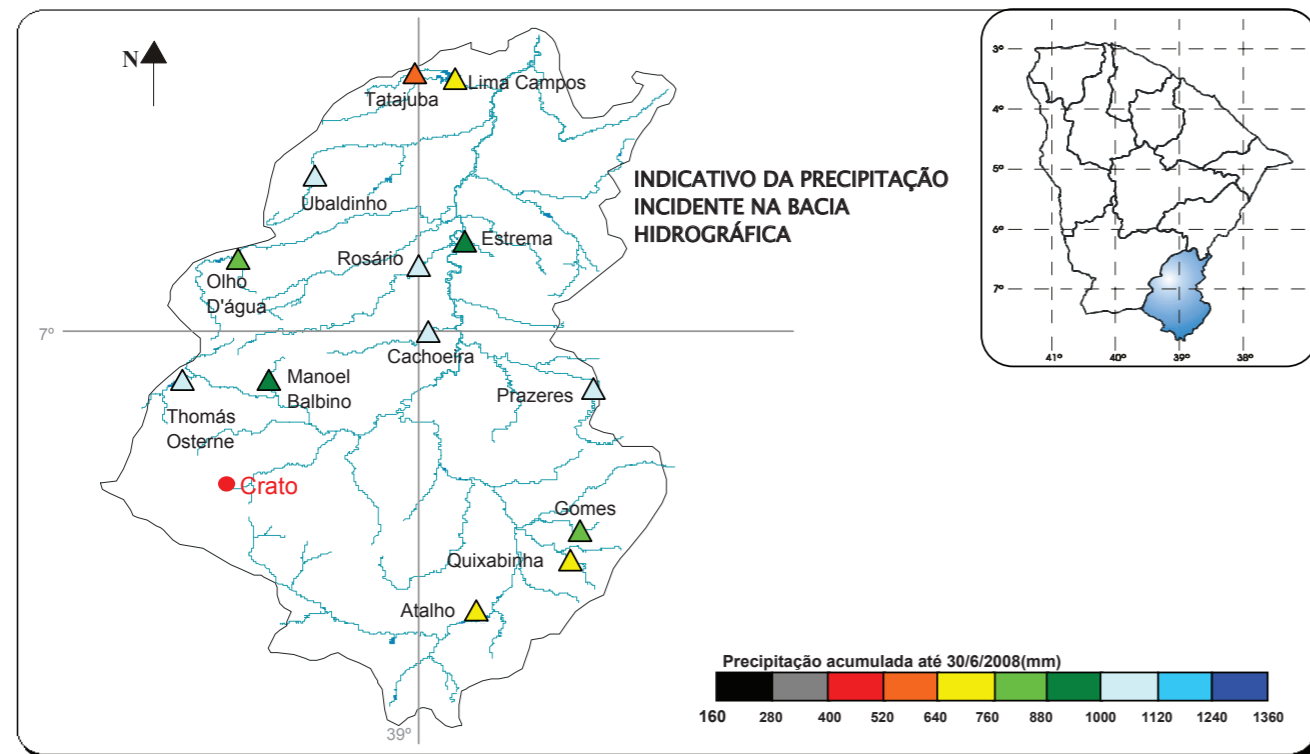 N
Tatajuba
Lima Campos
Ubaldinho
INDICATIVO DA PRECIPITAÇÃO
INCIDENTE NA BACIA
HIDROGRÁFICA
Estrema
Rosário
Olho
D'água
7º
Cachoeira
Manoel
Balbino
Prazeres
Thomás
Osterne
Crato
Gomes
Quixabinha
Atalho
39º
3º
4º
5º
6º
7º
41º 40º 39º 38º
Precipitação acumulada até 30/6/2008(mm)
160 280 400 520 640 760 880 1000 1120 1240 1360